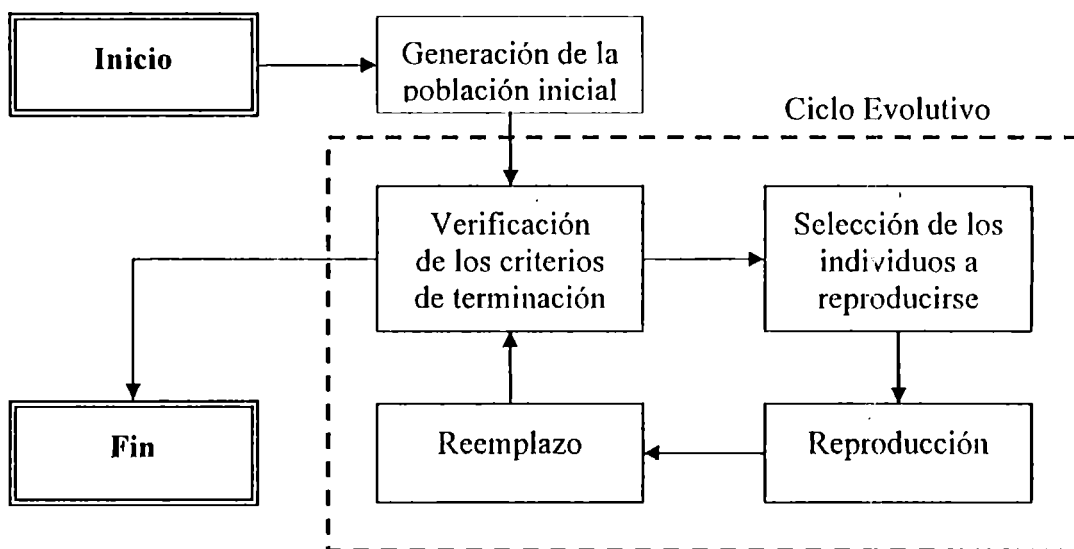 Inicio
Generación de la
población inicial
Ciclo Evolutivo
Verificación
de los criterios
de terminación
Selección de los
individuos a
reproducirse
Fin
Reemplazo
Reproducción